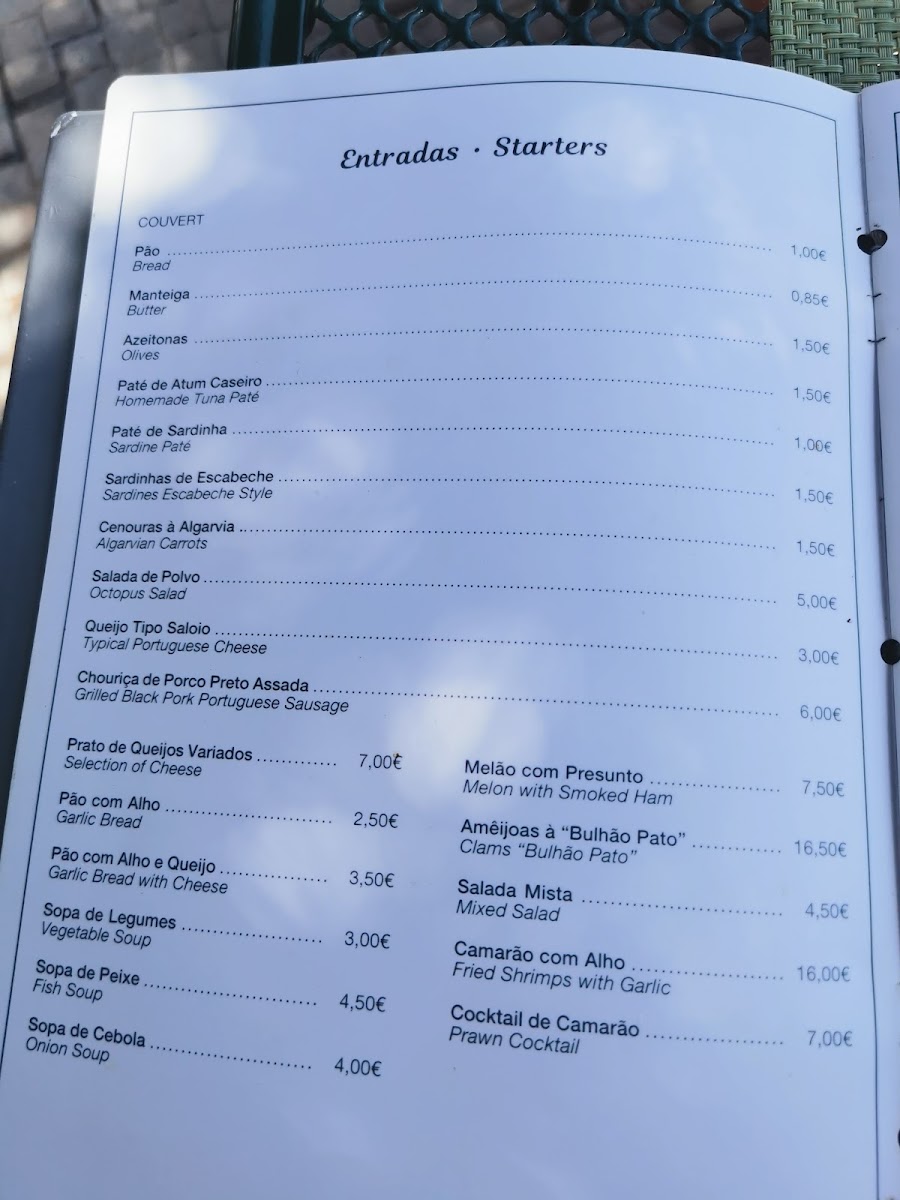 Entradas · Starters
COUVERT
Pão ........ 1,00€
Bread
Manteiga ........ 0,85€
Butter
Azeitonas ........ 1,50€
Olives
Paté de Atum Caseiro ........ 1,50€
Homemade Tuna Paté
Paté de Sardinha ........ 1,00€
Sardine Paté
Sardinhas de Escabeche ........ 1,50€
Sardines Escabeche Style
Cenouras à Algarvia ........ 1,50€
Algarvian Carrots
Salada de Polvo ........ 5,00€
Octopus Salad
Queijo Tipo Saloio ........ 3,00€
Typical Portuguese Cheese
Chouriça de Porco Preto Assada ........ 6,00€
Grilled Black Pork Portuguese Sausage
Prato de Queijos Variados ........ 7,00€
Selection of Cheese
Pão com Alho ........ 2,50€
Garlic Bread
Pão com Alho e Queijo ........ 3,50€
Garlic Bread with Cheese
Sopa de Legumes ........ 3,00€
Vegetable Soup
Sopa de Peixe ........ 4,50€
Fish Soup
Sopa de Cebola ........ 4,00€
Onion Soup
Melão com Presunto ........ 7,50€
Melon with Smoked Ham
Amêijoas à “Bulhão Pato” ........ 16,50€
Clams “Bulhão Pato”
Salada Mista ........ 4,50€
Mixed Salad
Camarão com Alho ........ 16,00€
Fried Shrimps with Garlic
Cocktail de Camarão ........ 7,00€
Prawn Cocktail